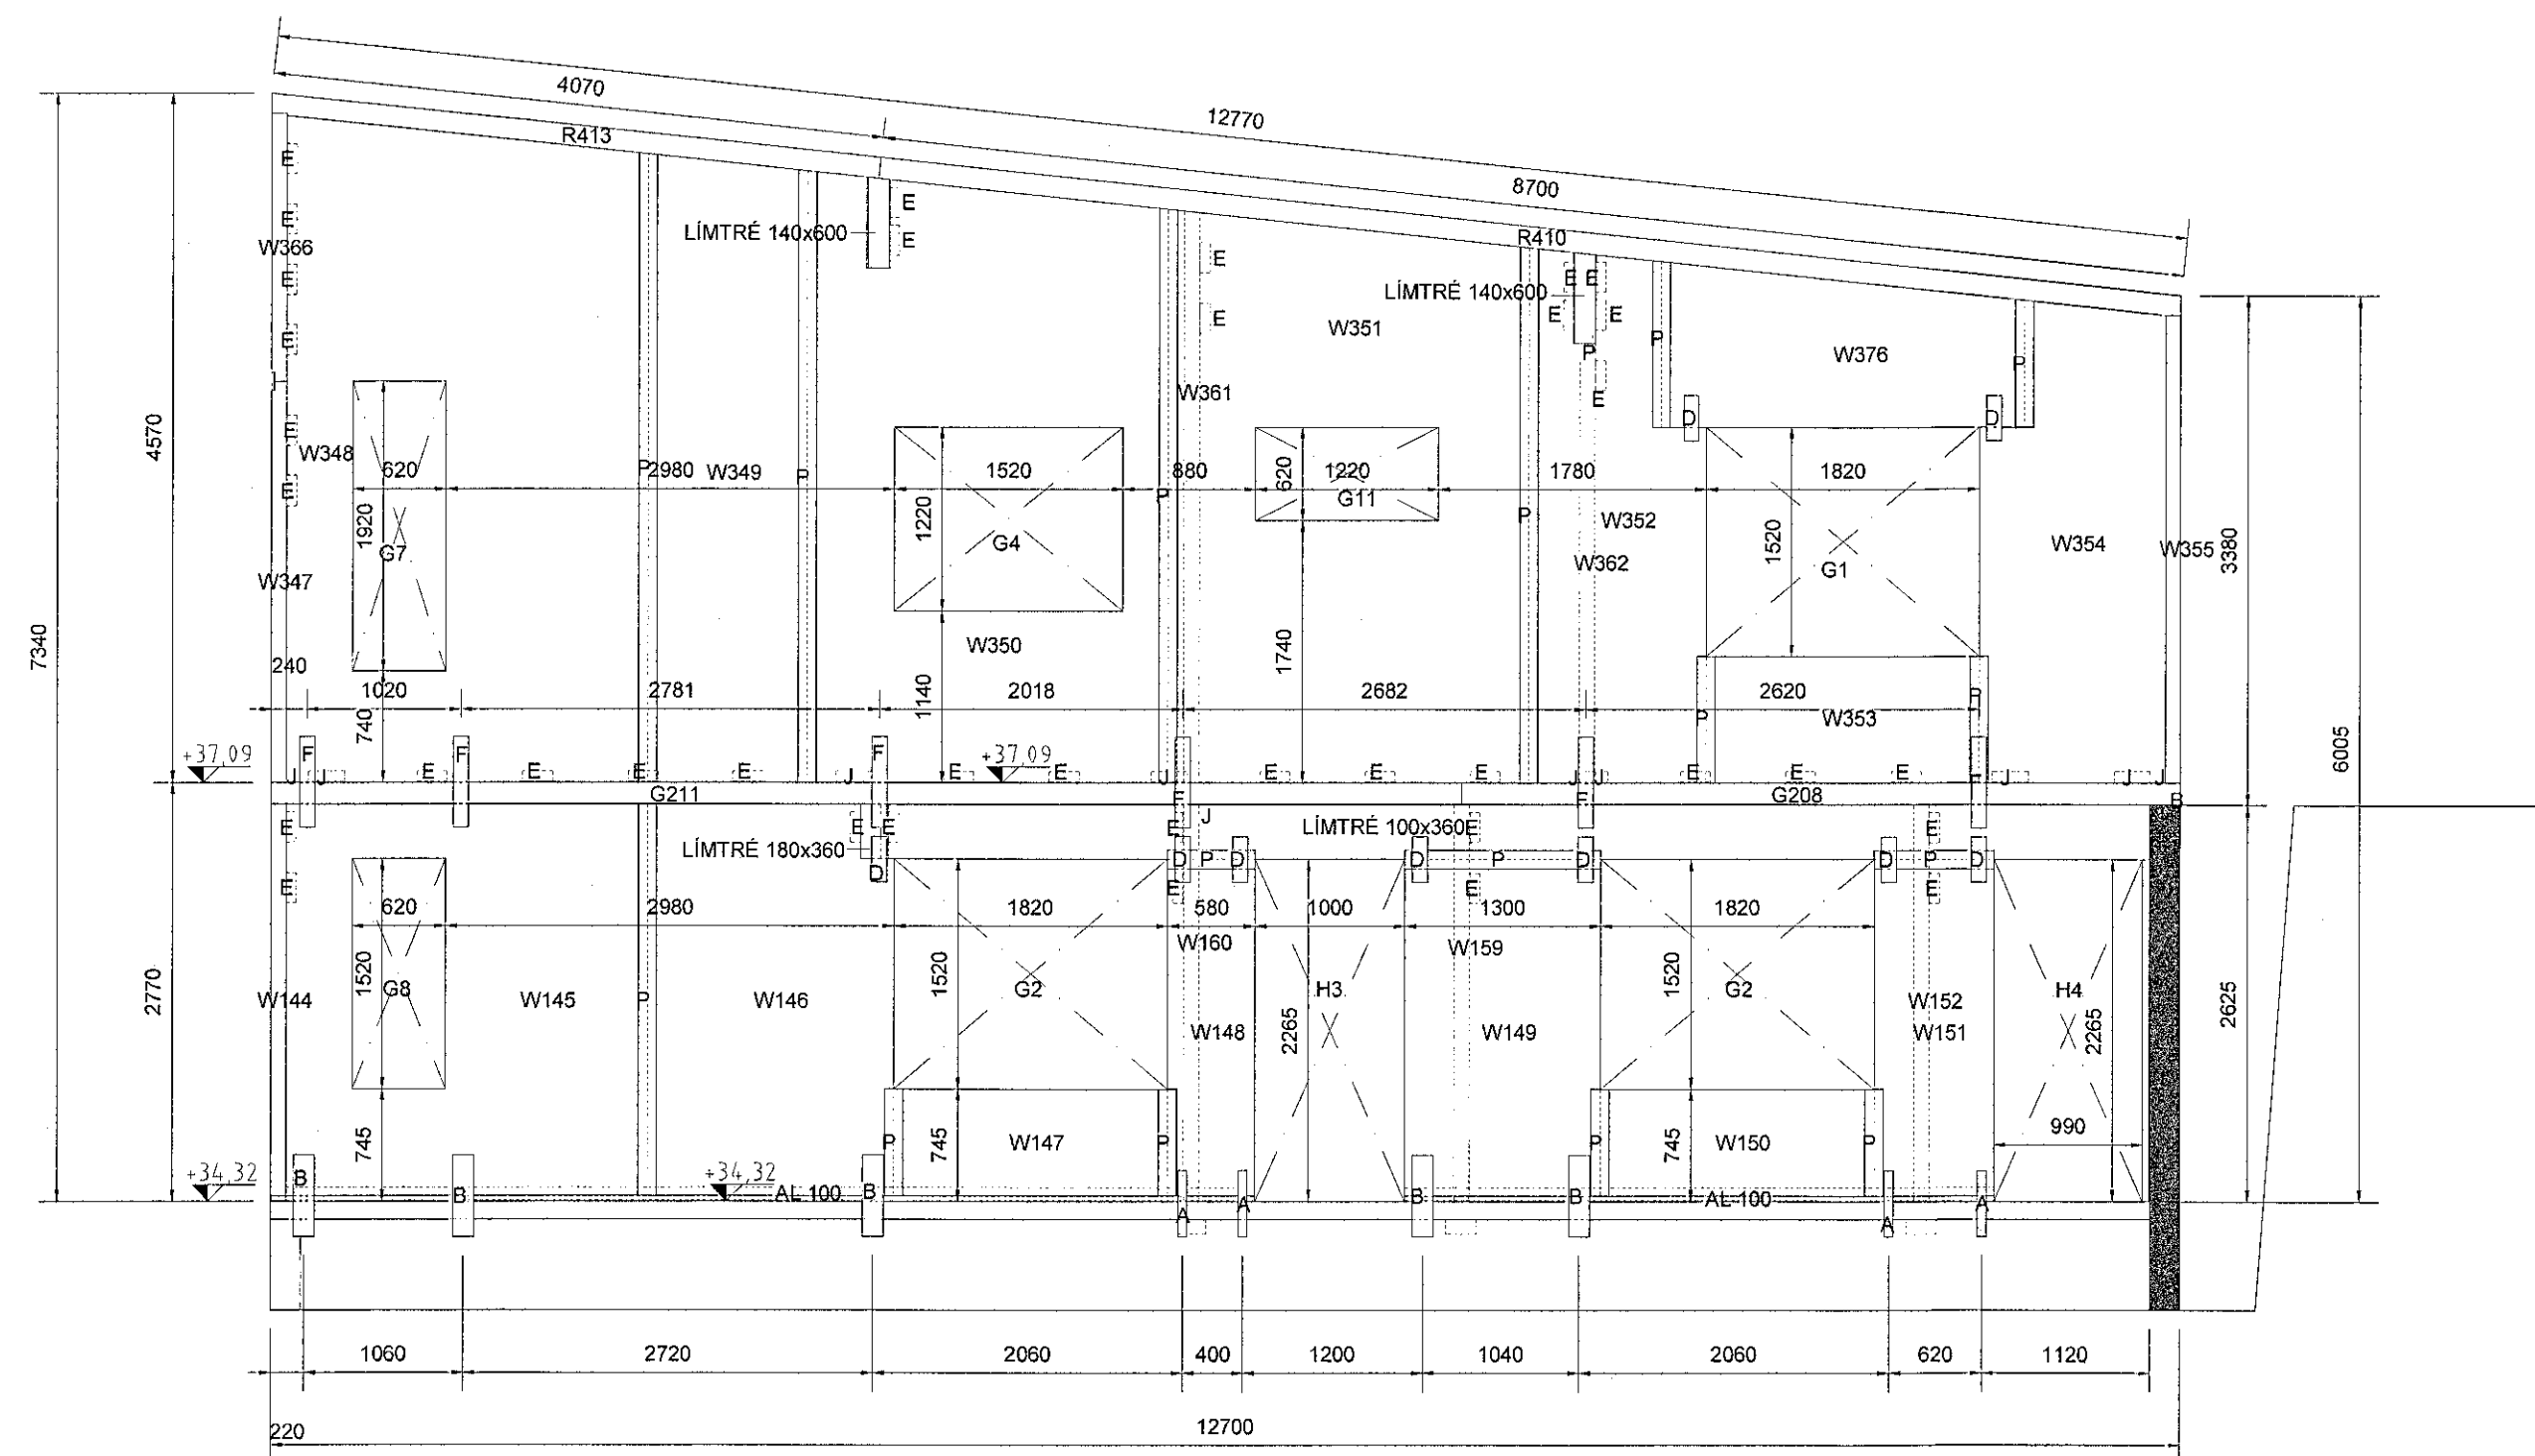 4070
12770
8700
R413
R410
E
E
E
E
E
E
E
W366
LÍMTRÉ 140x600
E
E
E
E
W351
W361
LÍMTRÉ 140x600
E E
E E
P
E
P
W376
P
D D
4570
7340
W348
620
1920
G7
P
2980
W349
P
1520
1220
G4
880
P
620
1220
G11
P
1780
W352
W362
1820
1520
G1
W354
W355
3380
W347
240
W350
1740
1020
740
2781
1140
2018
2682
2620
W353
P
P
6005
+37,09
F
F
F
+37,09
J J E E E E J E E J E E E J J E E E F J J J
G211
F
F
G208
B
E
E
E E
LÍMTRÉ 180x360
D
E
J
LÍMTRÉ 100x360
E
E
D P D
D P D
D P D
E
E
E
2770
620
2980
1820
580
1000
1300
1820
W160
W159
1520
G8
1520
G2
H3
1520
G2
H4
W144
W145
P
W146
W148
2265
W149
W152
W151
2265
2625
745
745
W147
P
P
745
W150
P
P
990
+34,32
B
B
+34,32
AL 100
B
A
A
B
B
AL-100
A
A
1060
2720
2060
400
1200
1040
2060
620
1120
220
12700